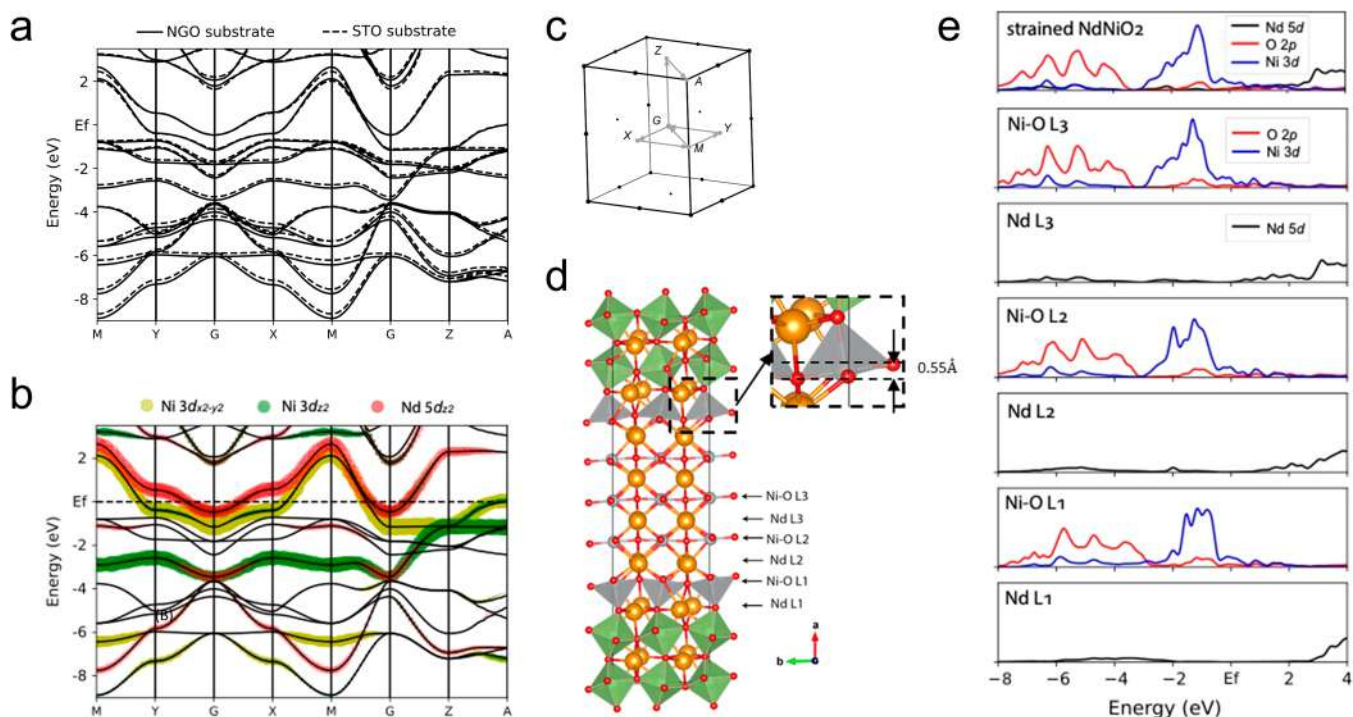 a
NGO substrate
STO substrate
Energy (eV)
2
Ef
-2
-4
-6
-8
M Y G X M G Z A
b
Ni 3dx2-y2
Ni 3dz2
Nd 5dz2
Energy (eV)
2
Ef
-2
-4
-6
-8
(B)
M Y G X M G Z A
c
Z
A
G
X
Y
M
d
0.55Å
Ni-O L3
Nd L3
Ni-O L2
Nd L2
Ni-O L1
Nd L1
a
b
e
strained NdNiO2
Nd 5d
O 2p
Ni 3d
Ni-O L3
O 2p
Ni 3d
Nd L3
Nd 5d
Ni-O L2
Nd L2
Ni-O L1
Nd L1
−8 −6 −4 −2 Ef 2 4
Energy (eV)